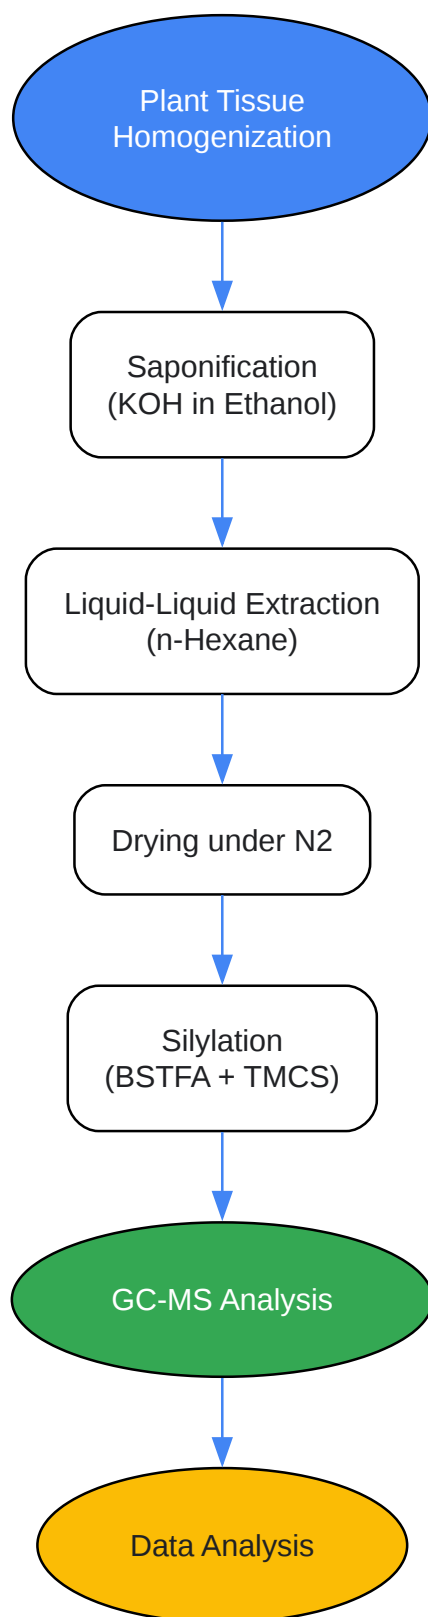 Plant Tissue
Homogenization
Saponification
(KOH in Ethanol)
Liquid-Liquid Extraction
(n-Hexane)
Drying under N2
Silylation
(BSTFA + TMCS)
GC-MS Analysis
Data Analysis